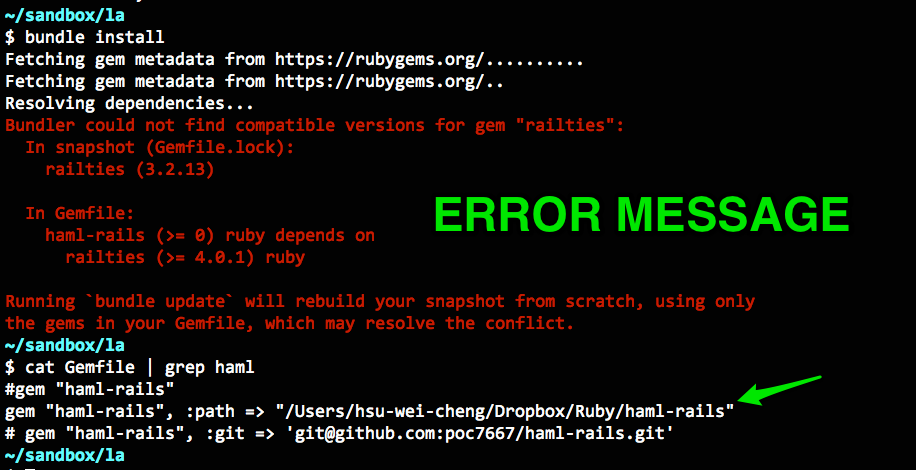 ~/sandbox/la
$ bundle install
Fetching gem metadata from https://rubygems.org/..........
Fetching gem metadata from https://rubygems.org/..
Resolving dependencies...
Bundler could not find compatible versions for gem "railties":
  In snapshot (Gemfile.lock):
    railties (3.2.13)
  In Gemfile:
ERROR MESSAGE
    haml-rails (>= 0) ruby depends on
      railties (>= 4.0.1) ruby
Running `bundle update` will rebuild your snapshot from scratch, using only
the gems in your Gemfile, which may resolve the conflict.
~/sandbox/la
$ cat Gemfile | grep haml
#gem "haml-rails"
gem "haml-rails", :path => "/Users/hsu-wei-cheng/Dropbox/Ruby/haml-rails"
# gem "haml-rails", :git => 'git@github.com:poc7667/haml-rails.git'
~/sandbox/la